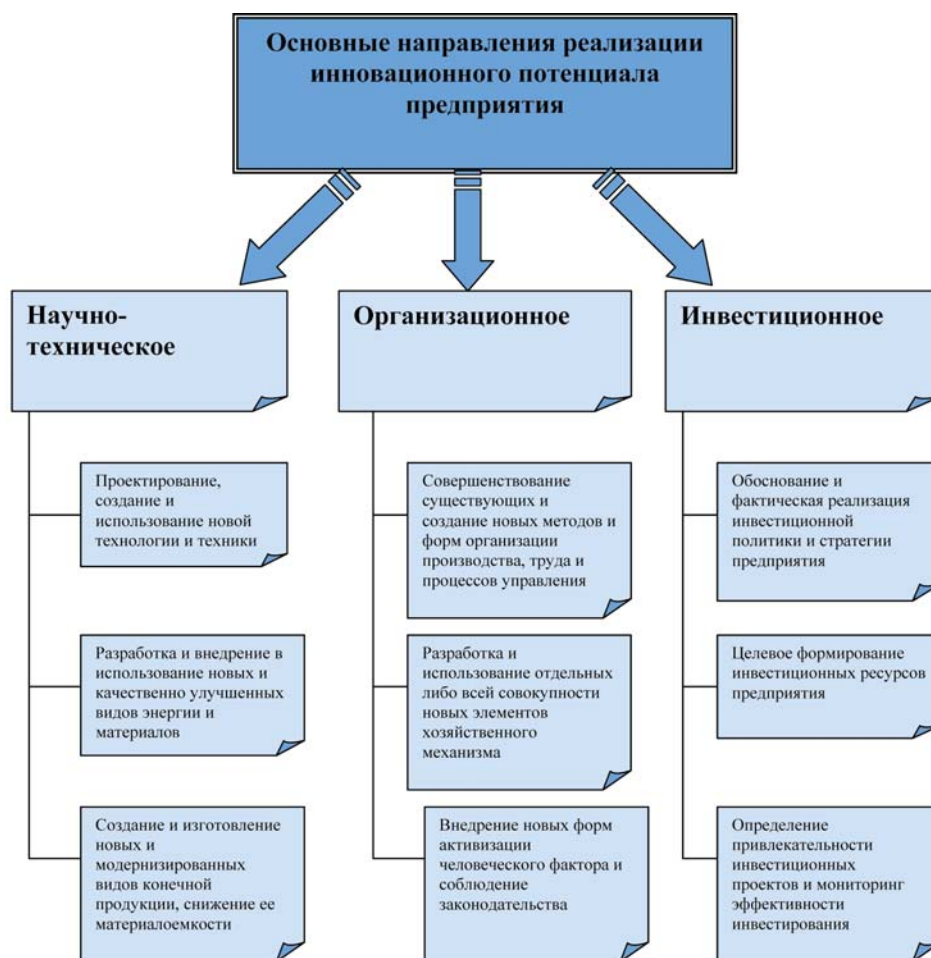 Основные направления реализации
инновационного потенциала
предприятия
Научно-
техническое
Проектирование,
создание и
использование новой
технологии и техники
Разработка и внедрение в
использование новых и
качественно улучшенных
видов энергии и
материалов
Создание и изготовление
новых и
модернизированных
видов конечной
продукции, снижение ее
материалоемкости
Организационное
Совершенствование
существующих и
создание новых методов и
форм организации
производства, труда и
процессов управления
Разработка и
использование отдельных
либо всей совокупности
новых элементов
хозяйственного
механизма
Внедрение новых форм
активизации
человеческого фактора и
соблюдение
законодательства
Инвестиционное
Обоснование и
фактическая реализация
инвестиционной
политики и стратегии
предприятия
Целевое формирование
инвестиционных ресурсов
предприятия
Определение
привлекательности
инвестиционных
проектов и мониторинг
эффективности
инвестирования